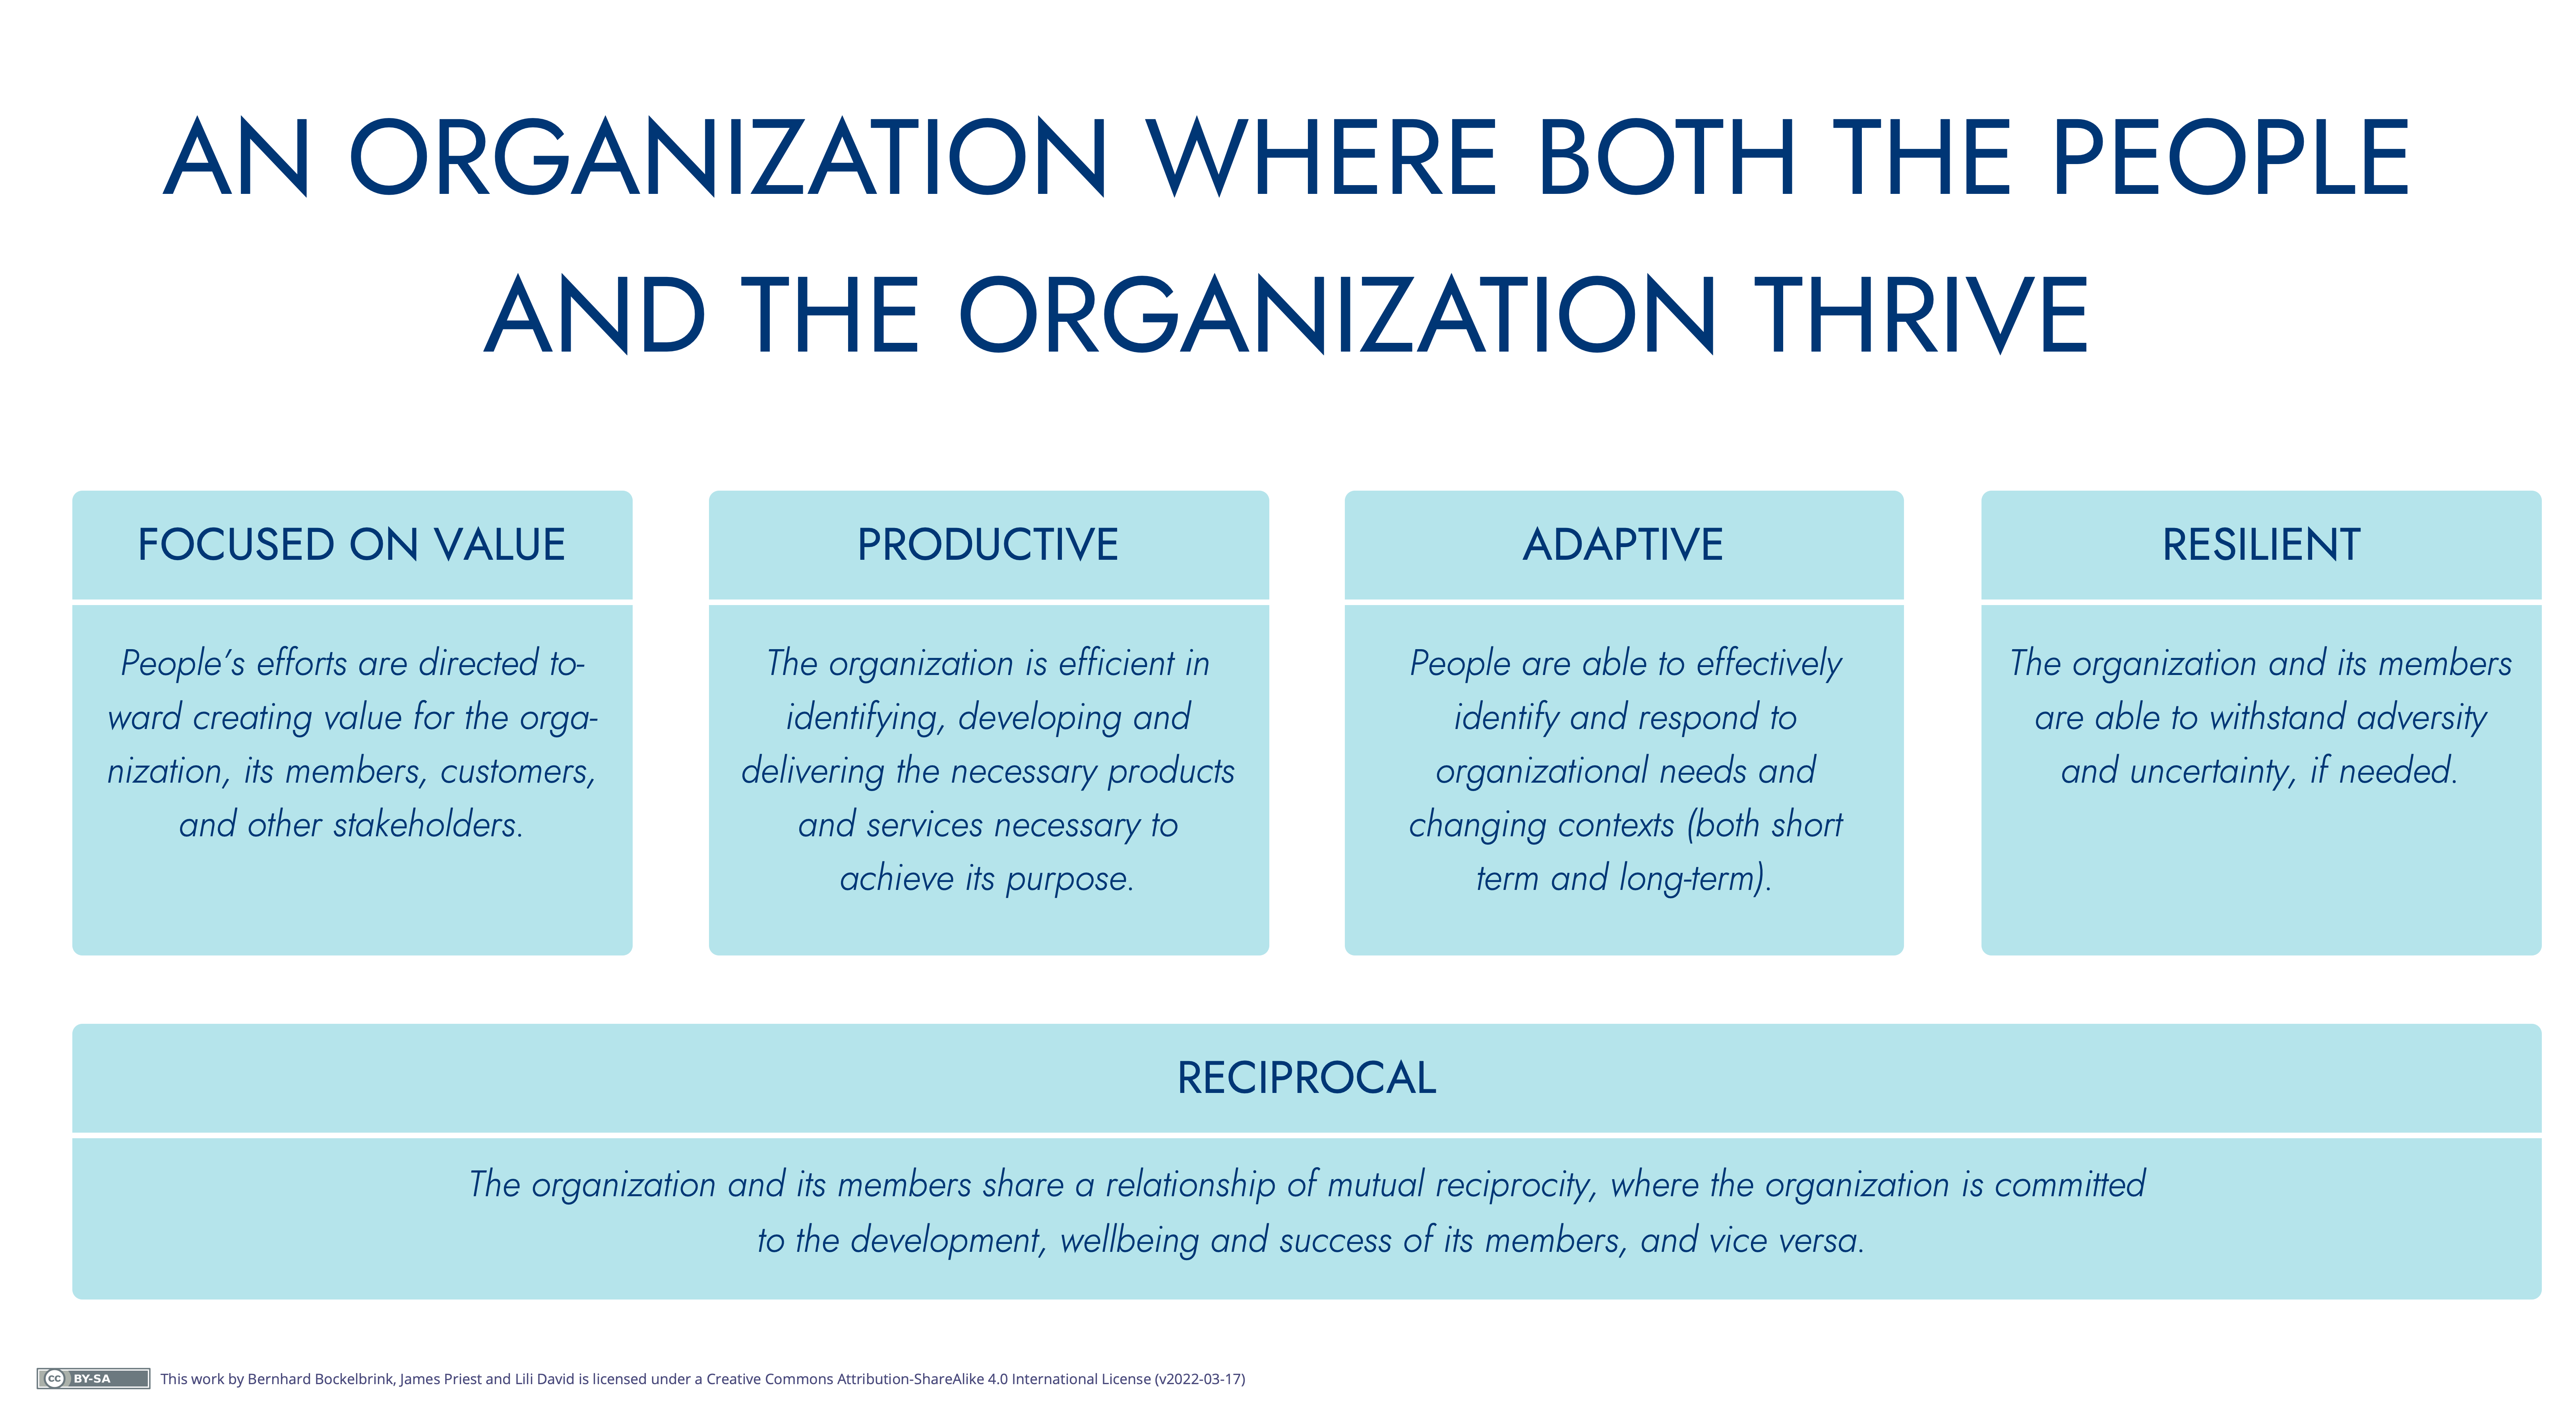 AN ORGANIZATION WHERE BOTH THE PEOPLE
AND THE ORGANIZATION THRIVE
FOCUSED ON VALUE
People’s efforts are directed to-
ward creating value for the orga-
nization, its members, customers,
and other stakeholders.
PRODUCTIVE
The organization is efficient in
identifying, developing and
delivering the necessary products
and services necessary to
achieve its purpose.
ADAPTIVE
People are able to effectively
identify and respond to
organizational needs and
changing contexts (both short
term and long-term).
RESILIENT
The organization and its members
are able to withstand adversity
and uncertainty, if needed.
RECIPROCAL
The organization and its members share a relationship of mutual reciprocity, where the organization is committed
to the development, wellbeing and success of its members, and vice versa.
cc BY-SA This work by Bernhard Bockelbrink, James Priest and Lili David is licensed under a Creative Commons Attribution-ShareAlike 4.0 International License (v2022-03-17)